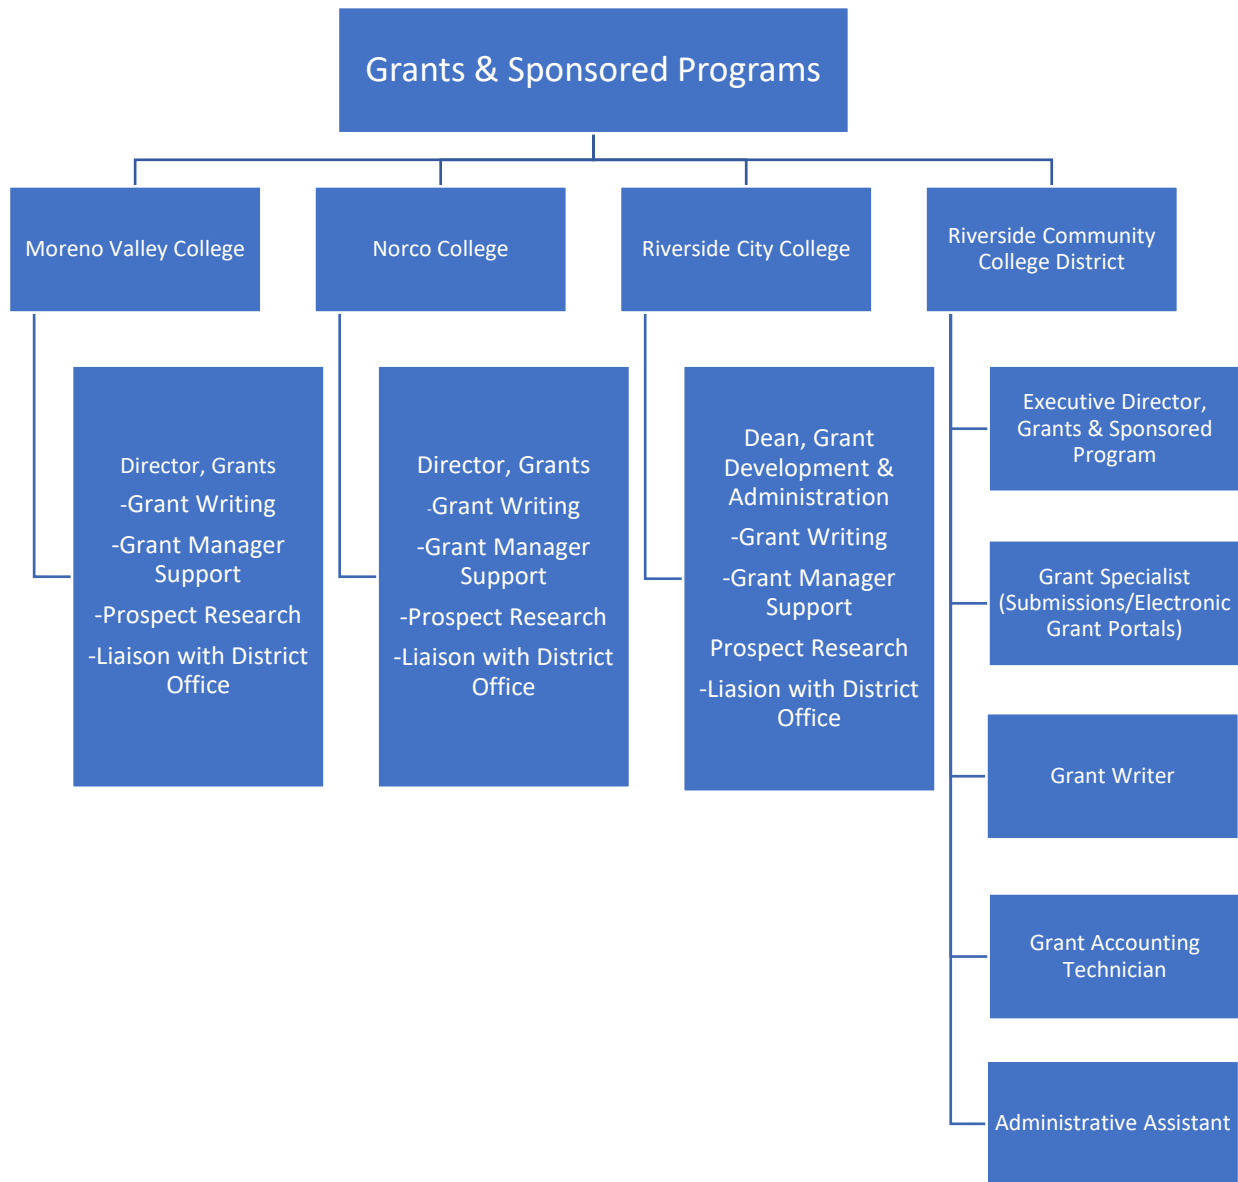 Grants & Sponsored Programs
Moreno Valley College
Norco College
Riverside City College
Riverside Community
College District
Director, Grants
-Grant Writing
-Grant Manager
Support
-Prospect Research
-Liaison with District
Office
Director, Grants
-Grant Writing
-Grant Manager
Support
-Prospect Research
-Liaison with District
Office
Dean, Grant
Development &
Administration
-Grant Writing
-Grant Manager
Support
Prospect Research
-Liasion with District
Office
Executive Director,
Grants & Sponsored
Program
Grant Specialist
(Submissions/Electronic
Grant Portals)
Grant Writer
Grant Accounting
Technician
Administrative Assistant